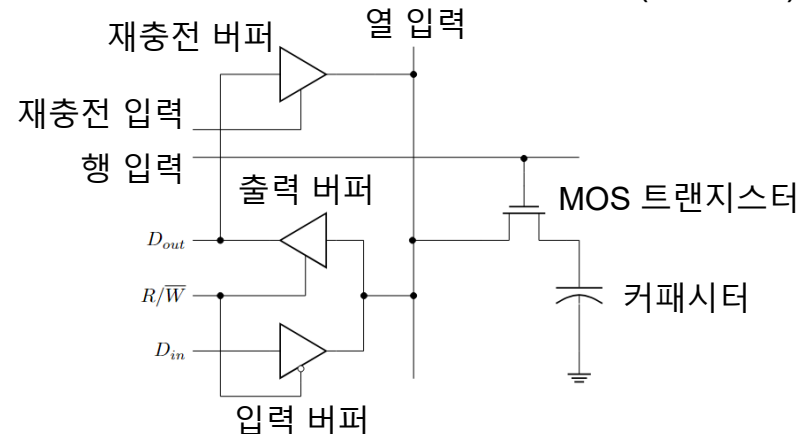 열 입력
재충전 버퍼
재충전 입력
행 입력
출력 버퍼
MOS 트랜지스터
D_out
R/W̅
커패시터
D_in
입력 버퍼